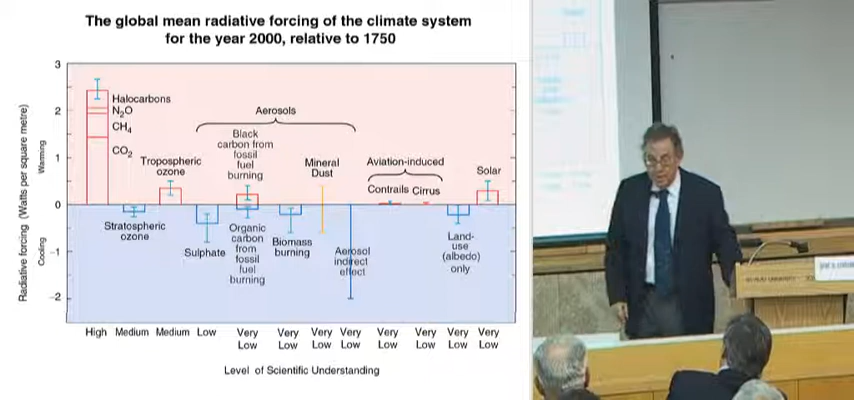 The global mean radiative forcing of the climate system
for the year 2000, relative to 1750
Radiative forcing (Watts per square metre)
Warming
Cooling
3
2
1
0
−1
−2
Halocarbons
N2O
CH4
CO2
Tropospheric
ozone
Stratospheric
ozone
Sulphate
Aerosols
Black
carbon from
fossil
fuel
burning
Organic
carbon
from
fossil
fuel
burning
Biomass
burning
Mineral
Dust
Aerosol
indirect
effect
Aviation-induced
Contrails Cirrus
Land-
use
(albedo)
only
Solar
High Medium Medium Low Very Low Very Low Very Low Very Low Very Low Very Low Very Low Very Low
Level of Scientific Understanding